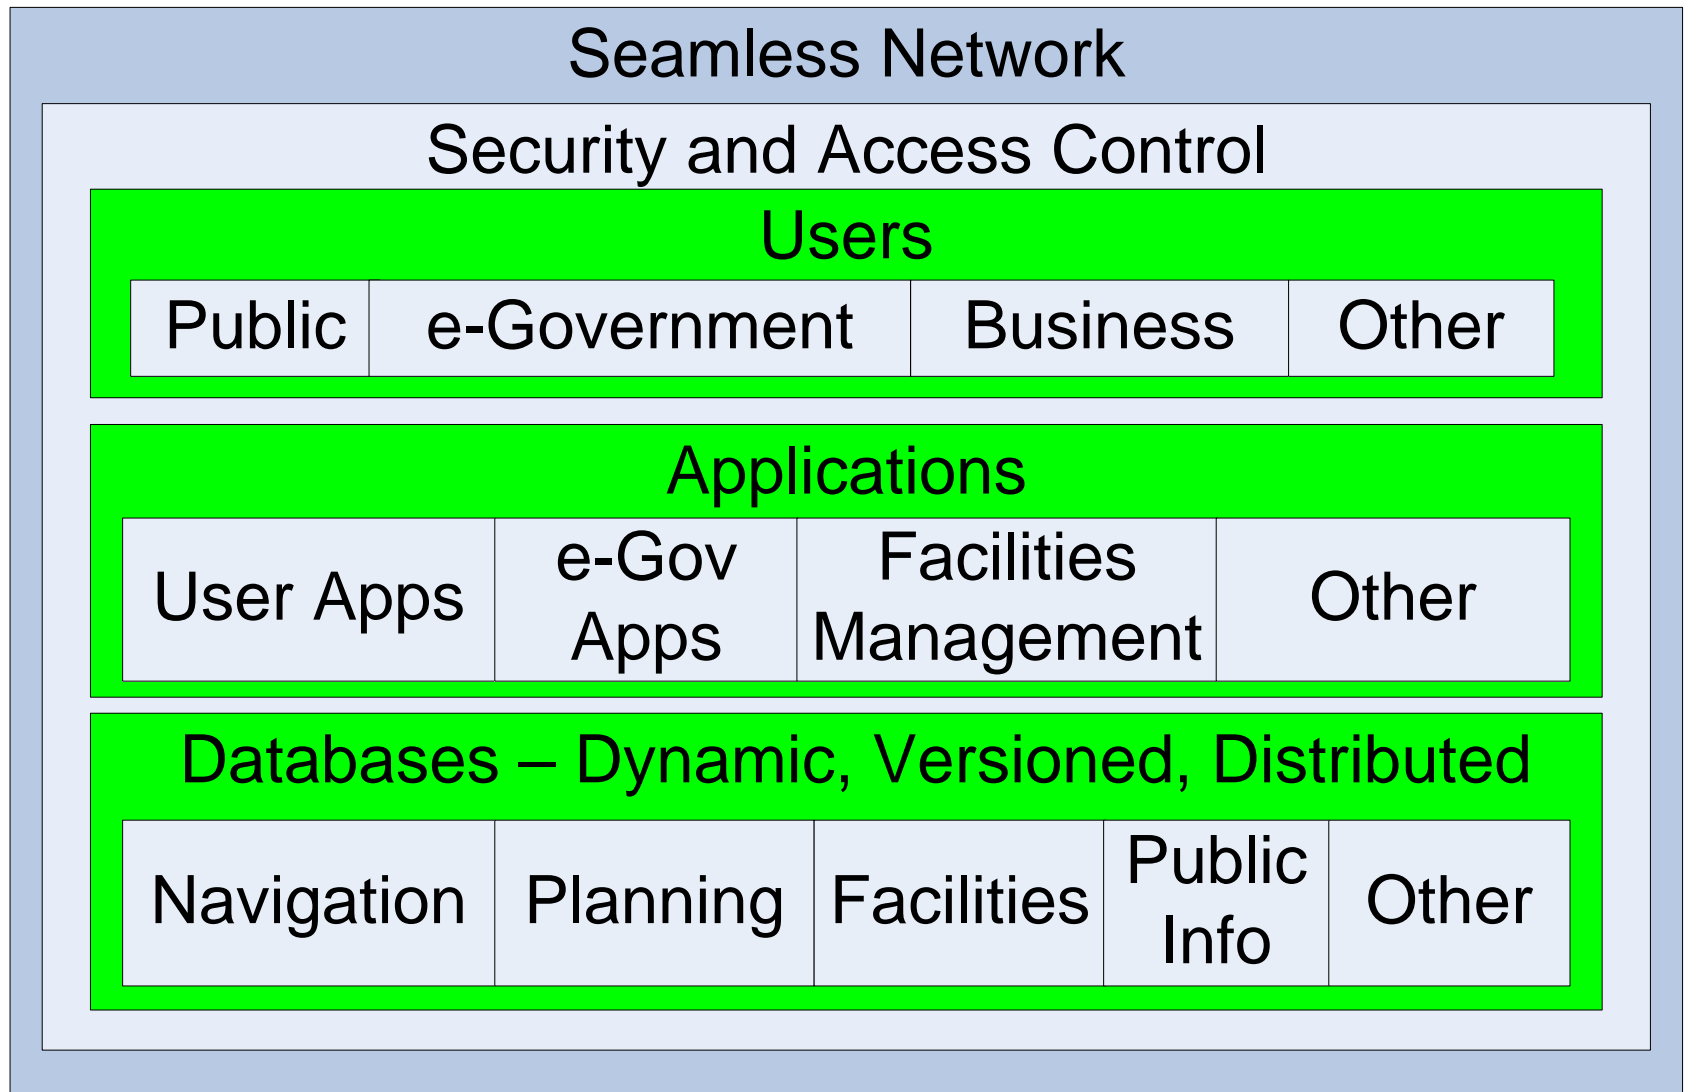 Seamless Network
Security and Access Control
Users
Public
e-Government
Business
Other
Applications
User Apps
e-Gov
Apps
Facilities
Management
Other
Databases – Dynamic, Versioned, Distributed
Navigation
Planning
Facilities
Public
Info
Other